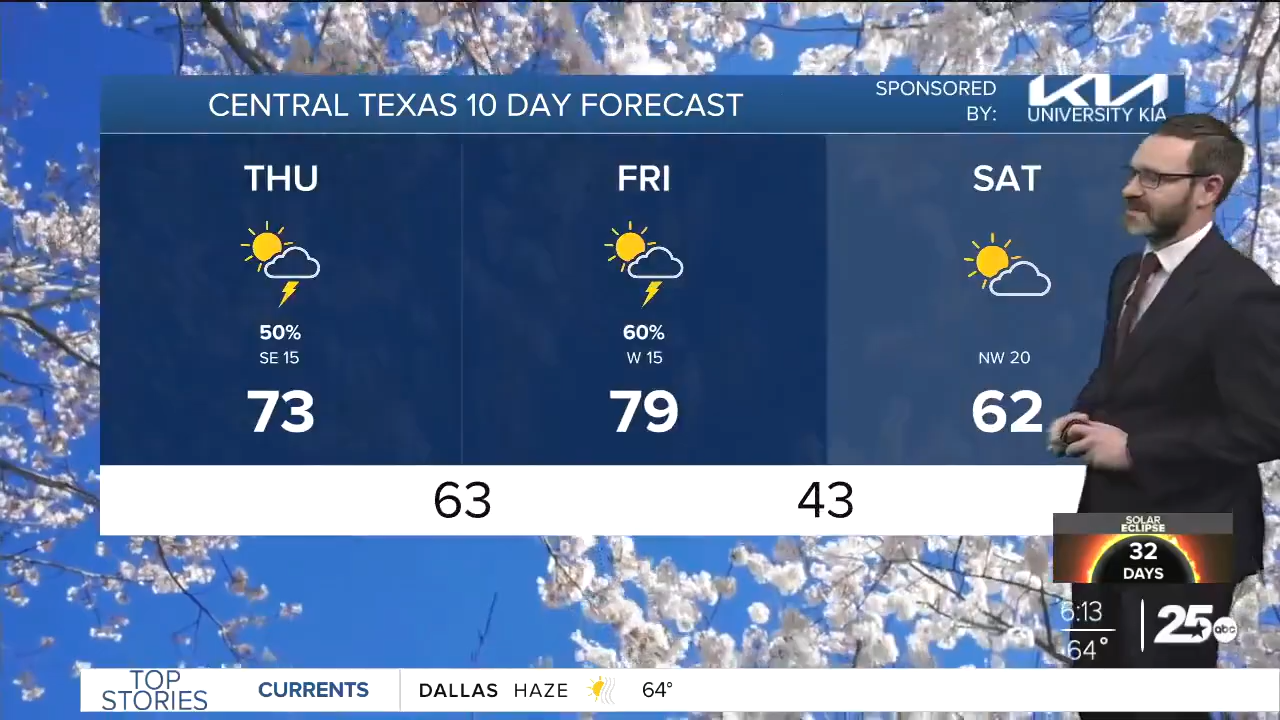 CENTRAL TEXAS 10 DAY FORECAST
SPONSORED
BY:
KIA
UNIVERSITY KIA
THU
FRI
SAT
50%
60%
SE 15
W 15
NW 20
73
79
62
63
43
SOLAR
ECLIPSE
32
DAYS
6:13
64°
25 abc
TOP
STORIES
CURRENTS
DALLAS HAZE 64°